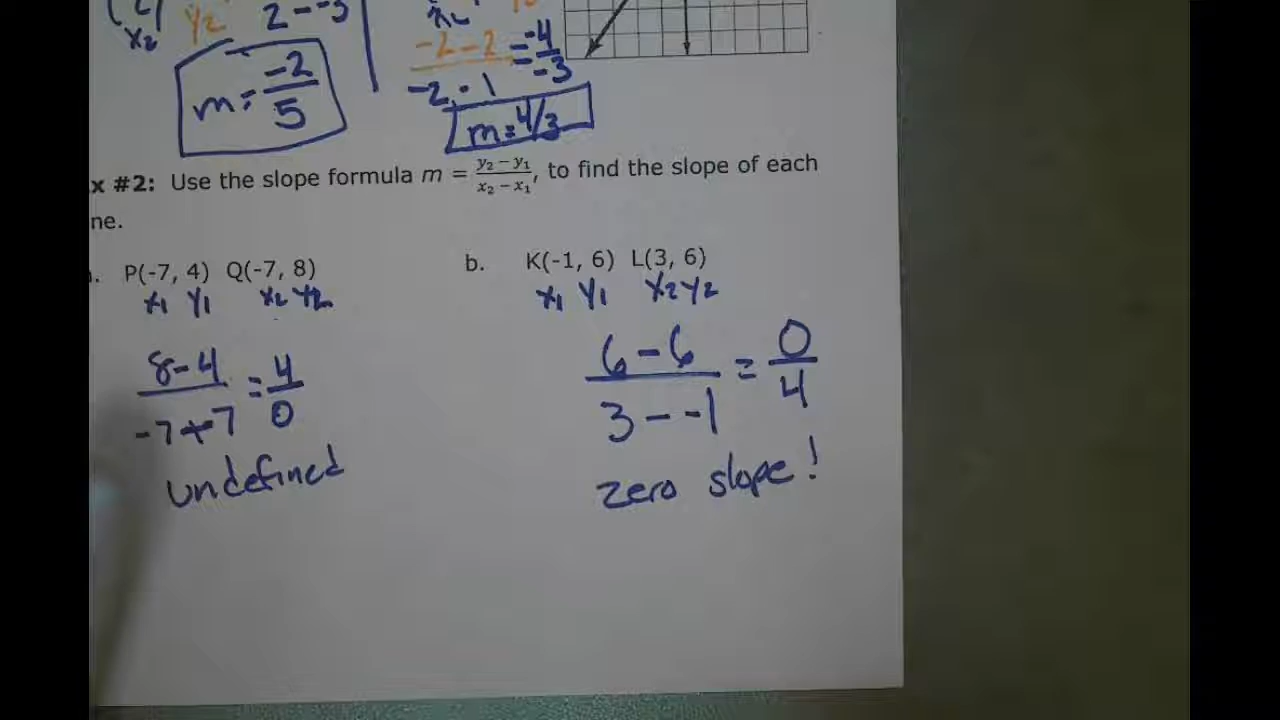 x2 y2 2--3
m=-2/5
x2
-2-2/-2-1 = -4/-3
m=4/3
x #2: Use the slope formula m = y2 − y1/x2 − x1, to find the slope of each
ne.
. P(-7, 4) Q(-7, 8)
x1 y1 x2 y2
8-4/-7+7 = 4/0
undefined
b. K(-1, 6) L(3, 6)
x1 y1 x2 y2
6-6/3--1 = 0/4
zero slope!